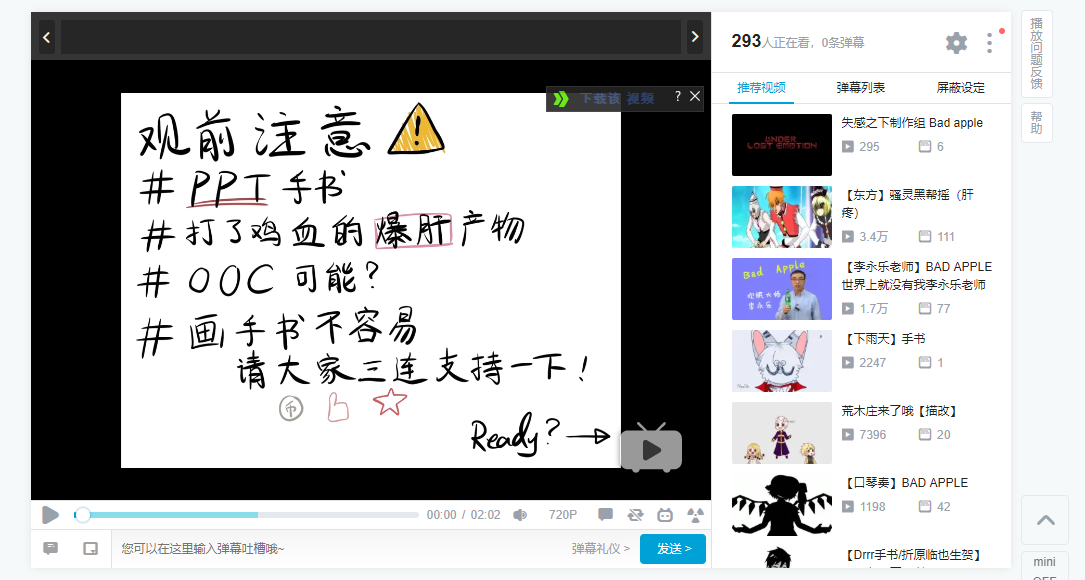 293人正在看，0条弹幕
下载该 视频 ?
观前注意
# PPT手书
# 打了鸡血的爆肝产物
# OOC可能?
# 画手书不容易
请大家三连支持一下!
币
Ready?
00:00 / 02:02
720P
您可以在这里输入弹幕吐槽哦~
弹幕礼仪 >
发送 >
推荐视频 弹幕列表 屏蔽设定
UNDER
LOST EMOTION
失感之下制作组 Bad apple
295 6
【东方】骚灵黑帮摇（肝
疼）
3.4万 111
Bad Apple
李永乐
【李永乐老师】BAD APPLE
世界上就没有我李永乐老师
1.7万 77
【下雨天】手书
2247 1
荒木庄来了哦【描改】
7396 20
【口琴奏】BAD APPLE
1198 42
【Drrr手书/折原临也生贺】
播放问题反馈
帮助
mini
OFF